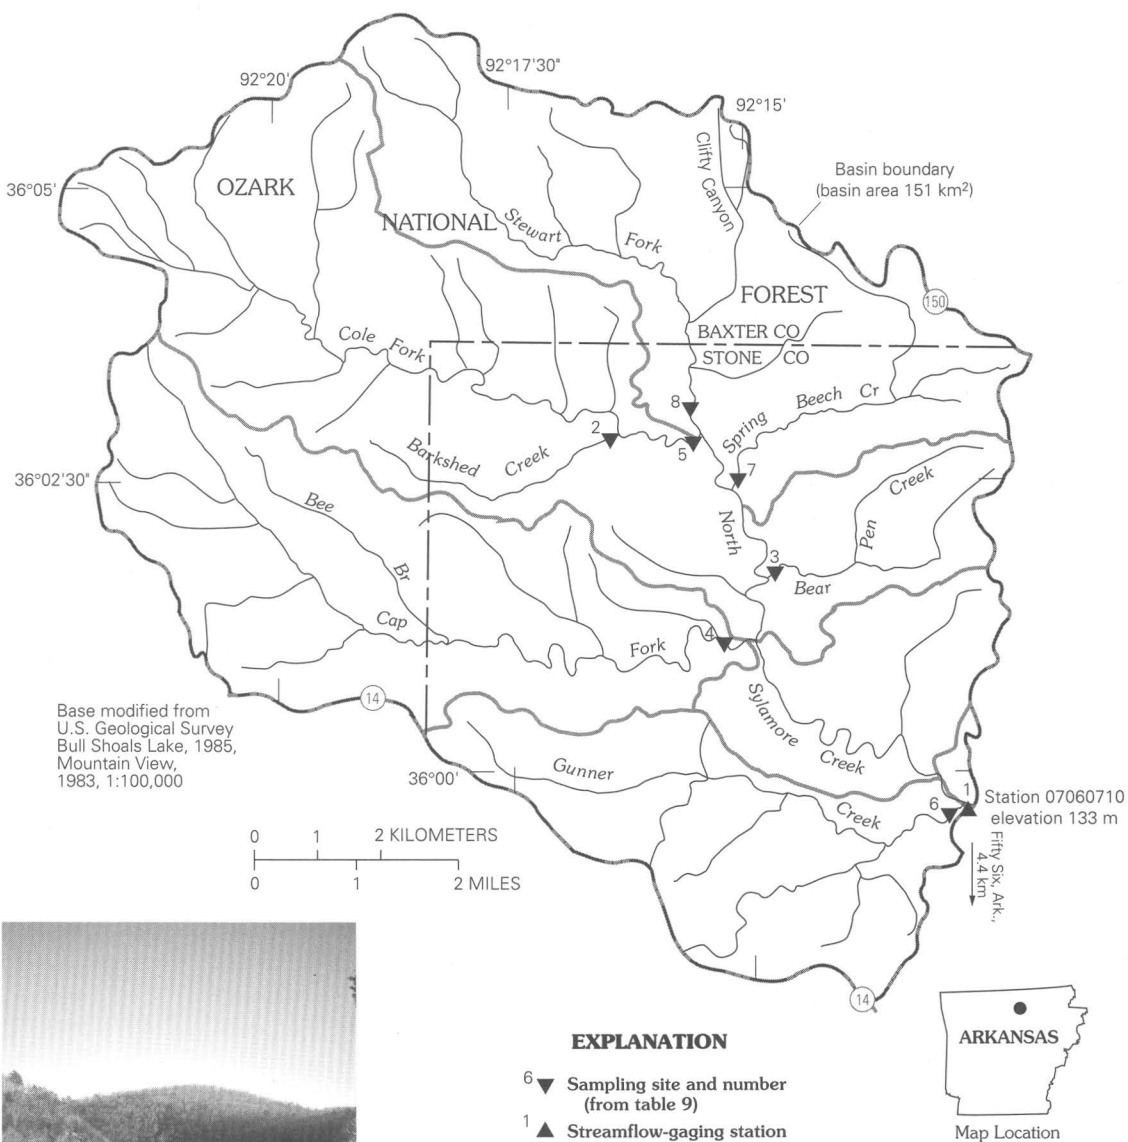 92°17'30"
92°20'
92°15'
Clifty Canyon
Basin boundary
(basin area 151 km²)
36°05'
OZARK
NATIONAL
Stewart Fork
FOREST
150
BAXTER CO
STONE CO
Cole Fork
8
Spring Beech Cr
2
5
Barkshed Creek
7
36°02'30"
Pen Creek
Bee Br
North
3
Bear
Cap Fork
4
Sylamore Creek
14
Base modified from
U.S. Geological Survey
Bull Shoals Lake, 1985,
Mountain View,
1983, 1:100,000
36°00'
Gunner Creek
6
1
Station 07060710
elevation 133 m
Fifty Six, Ark.,
4.4 km
0 1 2 KILOMETERS
0 1 2 MILES
14
EXPLANATION
6 Sampling site and number
(from table 9)
1 Streamflow-gaging station
ARKANSAS
Map Location